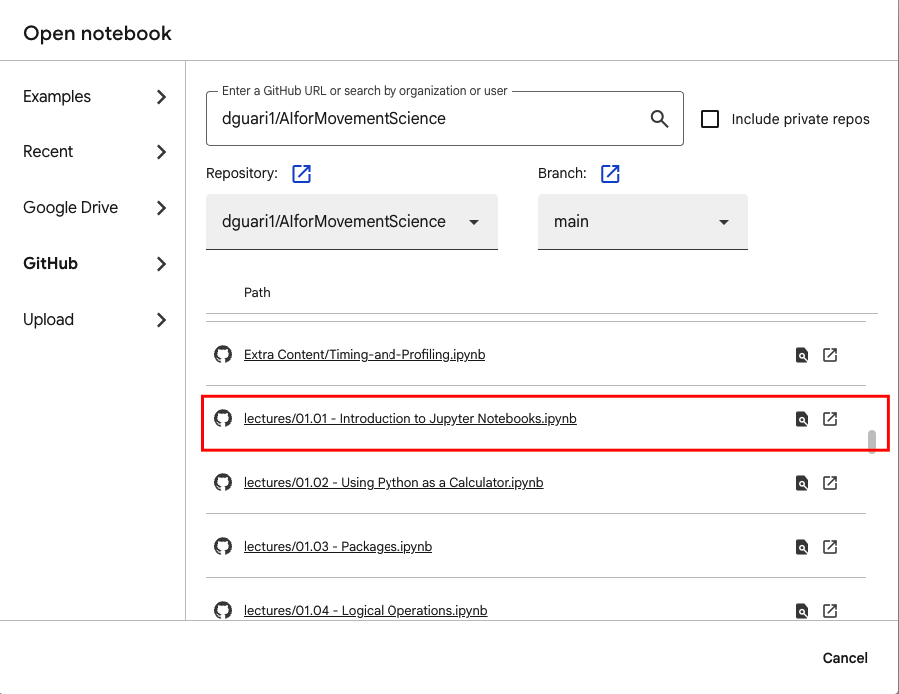 Open notebook
Examples
Recent
Google Drive
GitHub
Upload
Enter a GitHub URL or search by organization or user
dguari1/AIforMovementScience
Include private repos
Repository:
Branch:
dguari1/AIforMovementScience
main
Path
Extra Content/Timing-and-Profiling.ipynb
lectures/01.01 - Introduction to Jupyter Notebooks.ipynb
lectures/01.02 - Using Python as a Calculator.ipynb
lectures/01.03 - Packages.ipynb
lectures/01.04 - Logical Operations.ipynb
Cancel